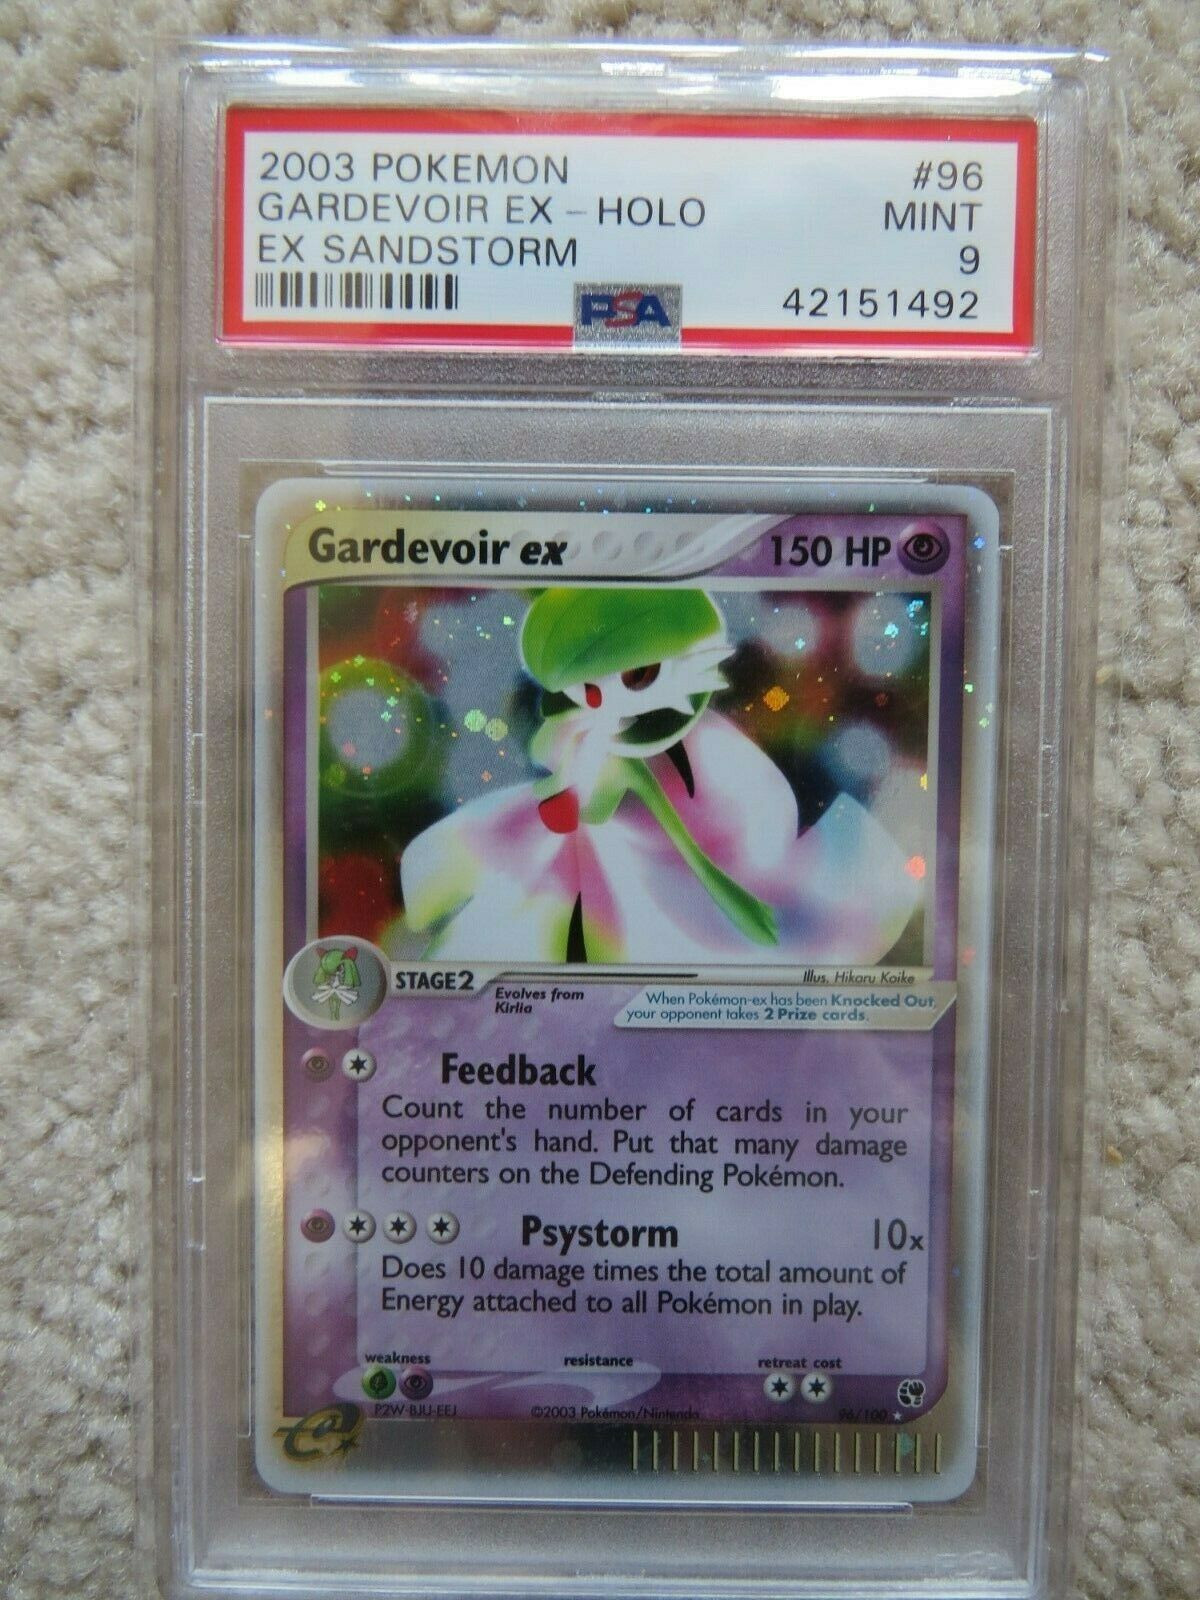 2003 POKEMON #96
GARDEVOIR EX - HOLO MINT
EX SANDSTORM 9
PSA 42151492
Gardevoir ex 150 HP
STAGE2
Illus. Hikaru Koike
Evolves from
Kirlia
When Pokémon-ex has been Knocked Out,
your opponent takes 2 Prize cards.
Feedback
Count the number of cards in your
opponent's hand. Put that many damage
counters on the Defending Pokémon.
Psystorm 10x
Does 10 damage times the total amount of
Energy attached to all Pokémon in play.
weakness resistance retreat cost
P2W-BJU-EEJ ©2003 Pokémon/Nintendo 96/100 ★
e